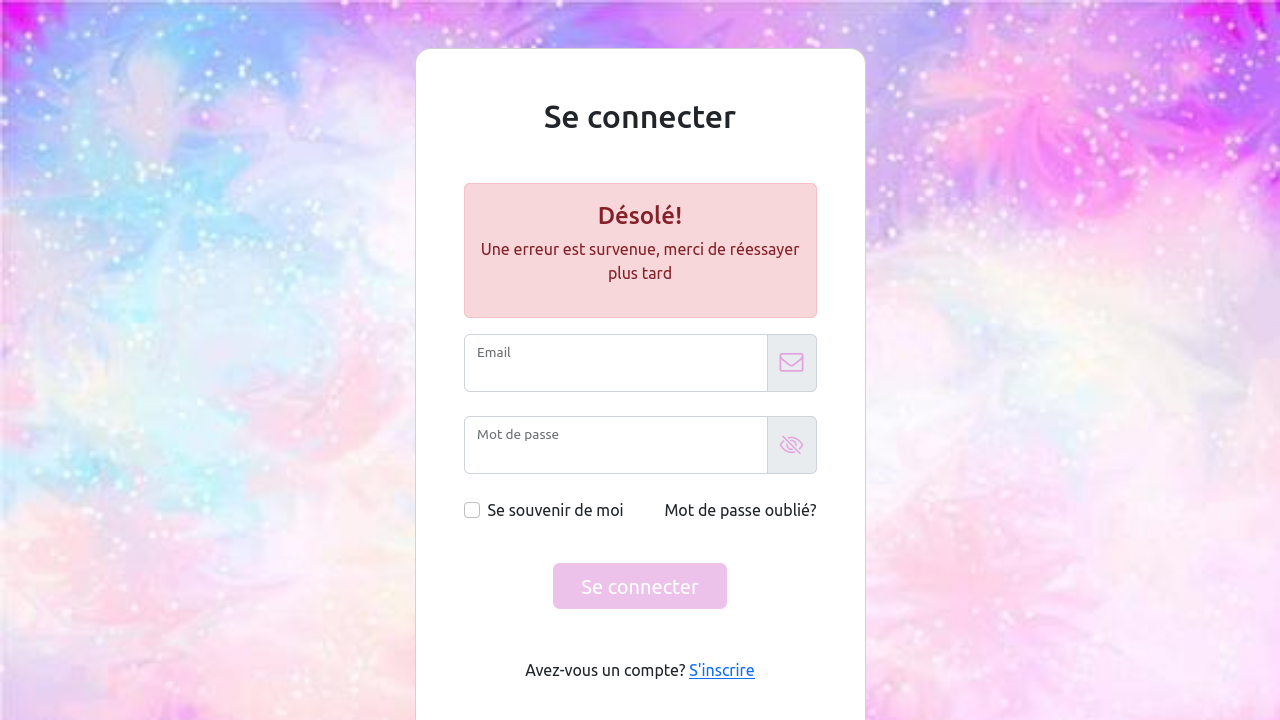 Se connecter
Désolé!
Une erreur est survenue, merci de réessayer
plus tard
Email
Mot de passe
Se souvenir de moi
Mot de passe oublié?
Se connecter
Avez-vous un compte? S'inscrire